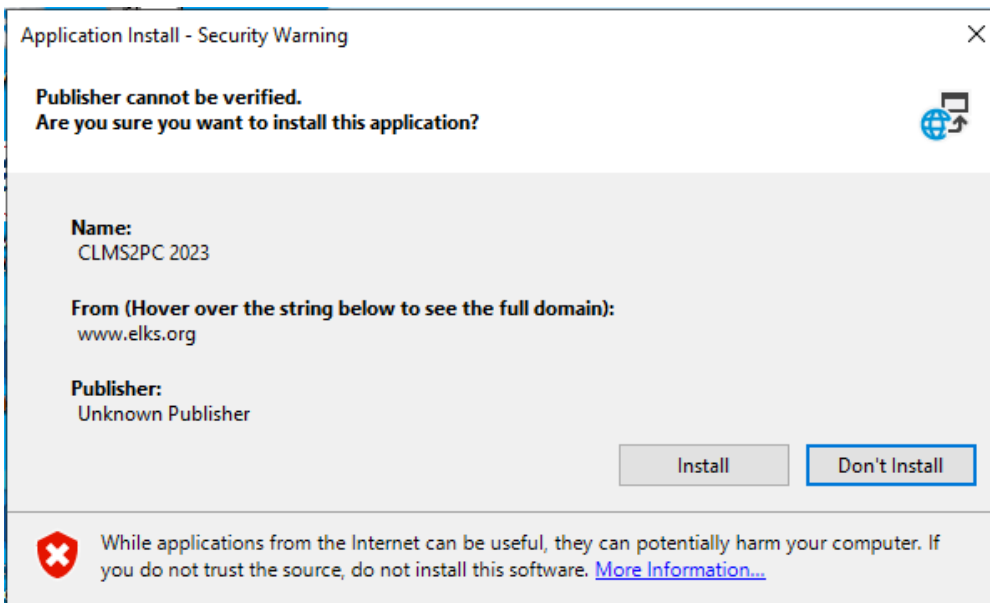 Application Install - Security Warning
Publisher cannot be verified.
Are you sure you want to install this application?
Name:
CLMS2PC 2023
From (Hover over the string below to see the full domain):
www.elks.org
Publisher:
Unknown Publisher
Install
Don't Install
While applications from the Internet can be useful, they can potentially harm your computer. If
you do not trust the source, do not install this software. More Information...